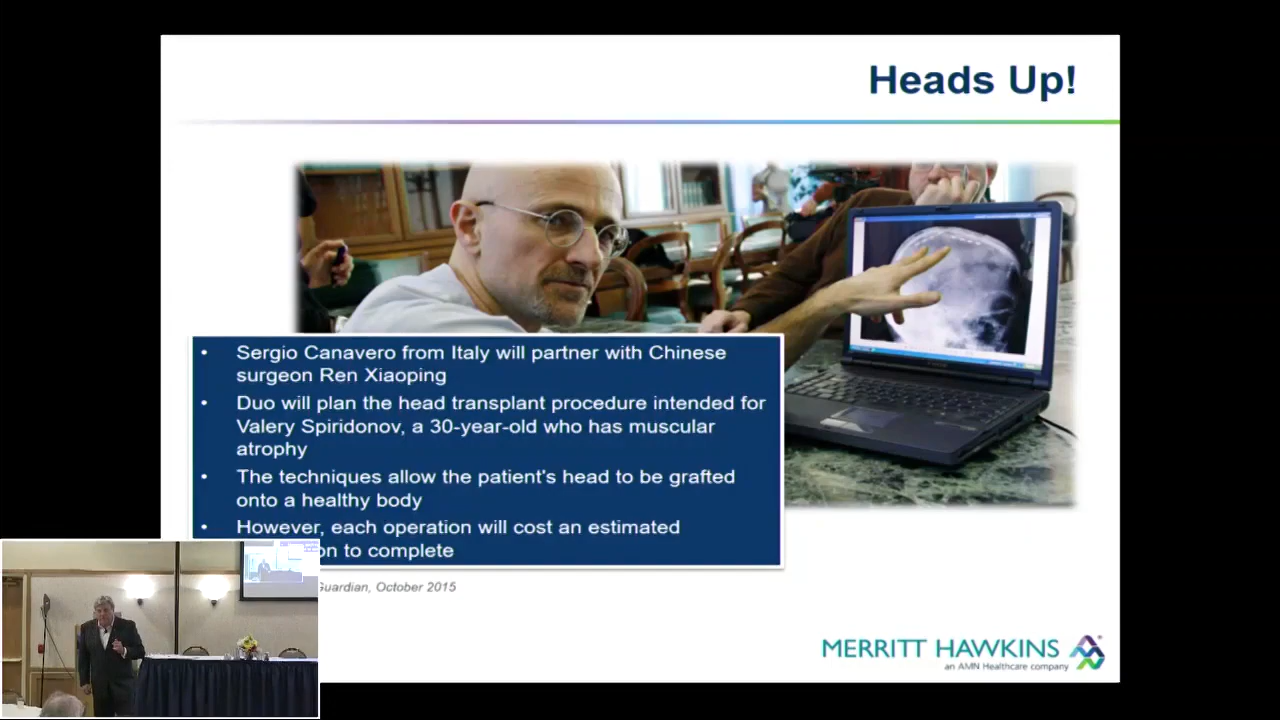 Heads Up!
• Sergio Canavero from Italy will partner with Chinese
surgeon Ren Xiaoping
• Duo will plan the head transplant procedure intended for
Valery Spiridonov, a 30-year-old who has muscular
atrophy
• The techniques allow the patient's head to be grafted
onto a healthy body
• However, each operation will cost an estimated
to complete
Guardian, October 2015
MERRITT HAWKINS
an AMN Healthcare company